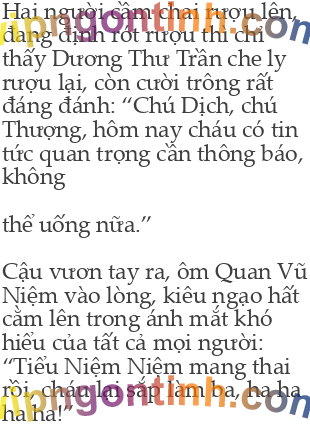 Hai người cầm chai rượu lên,
đang định rót rượu thì chỉ
thấy Dương Thư Trần che ly
rượu lại, còn cười trông rất
đáng đánh: “Chú Dịch, chú
Thượng, hôm nay cháu có tin
tức quan trọng cần thông báo,
không
thể uống nữa.”
Cậu vươn tay ra, ôm Quan Vũ
Niệm vào lòng, kiêu ngạo hất
cằm lên trong ánh mắt khó
hiểu của tất cả mọi người:
“Tiểu Niệm Niệm mang thai
rồi, cháu lại sắp làm ba, ha ha
ha ha!”